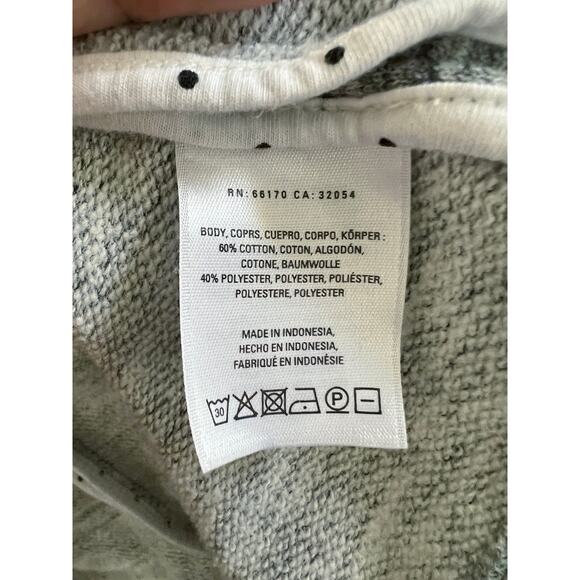 RN: 66170 CA: 32054
BODY, COPRS, CUERPO, CORPO, KÖRPER :
60% COTTON, COTON, ALGODÓN,
COTONE, BAUMWOLLE
40% POLYESTER, POLYESTER, POLIÉSTER,
POLYESTERE, POLYESTER
MADE IN INDONESIA,
HECHO EN INDONESIA,
FABRIQUÉ EN INDONÉSIE
30 P